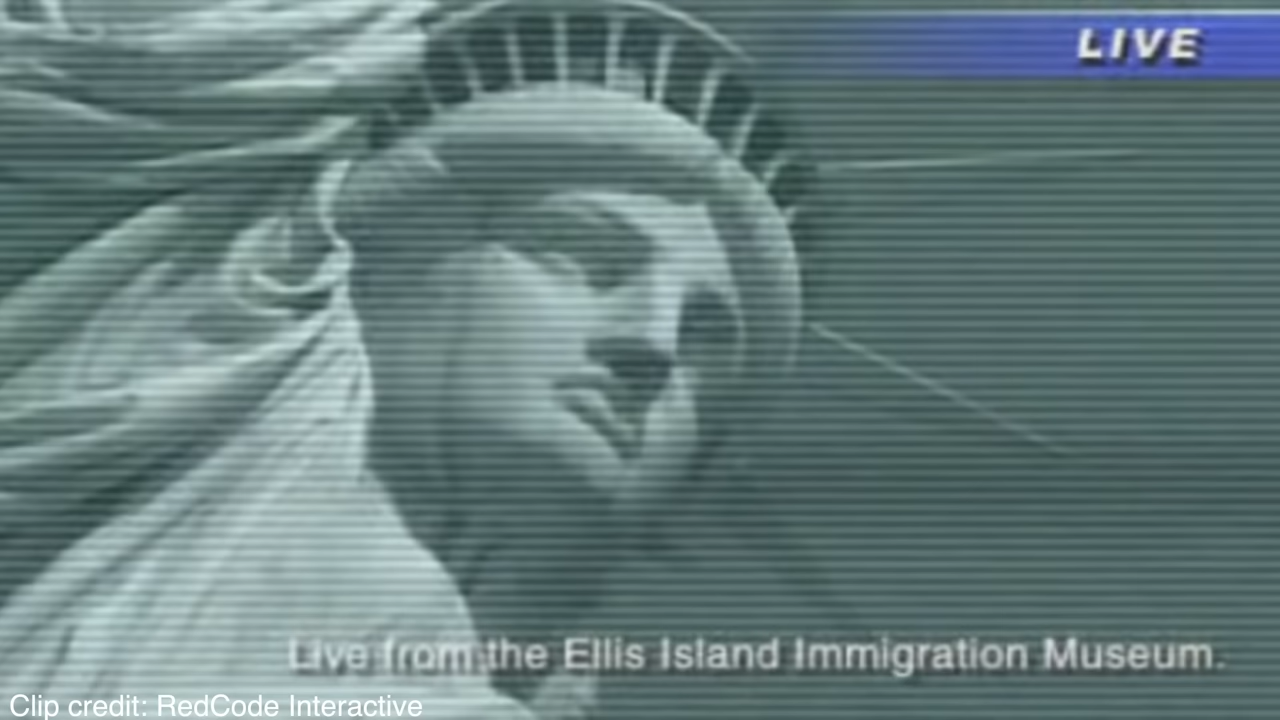 LIVE
Live from the Ellis Island Immigration Museum.
Clip credit: RedCode Interactive